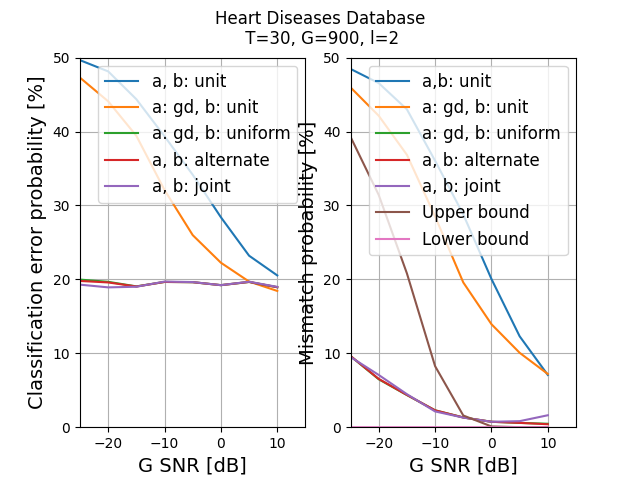 Heart Diseases Database
T=30, G=900, l=2
Classification error probability [%]
50
40
30
20
10
0
a, b: unit
a: gd, b: unit
a: gd, b: uniform
a, b: alternate
a, b: joint
−20
−10
0
10
G SNR [dB]
Mismatch probability [%]
50
40
30
20
10
0
a,b: unit
a: gd, b: unit
a: gd, b: uniform
a, b: alternate
a, b: joint
Upper bound
Lower bound
−20
−10
0
10
G SNR [dB]